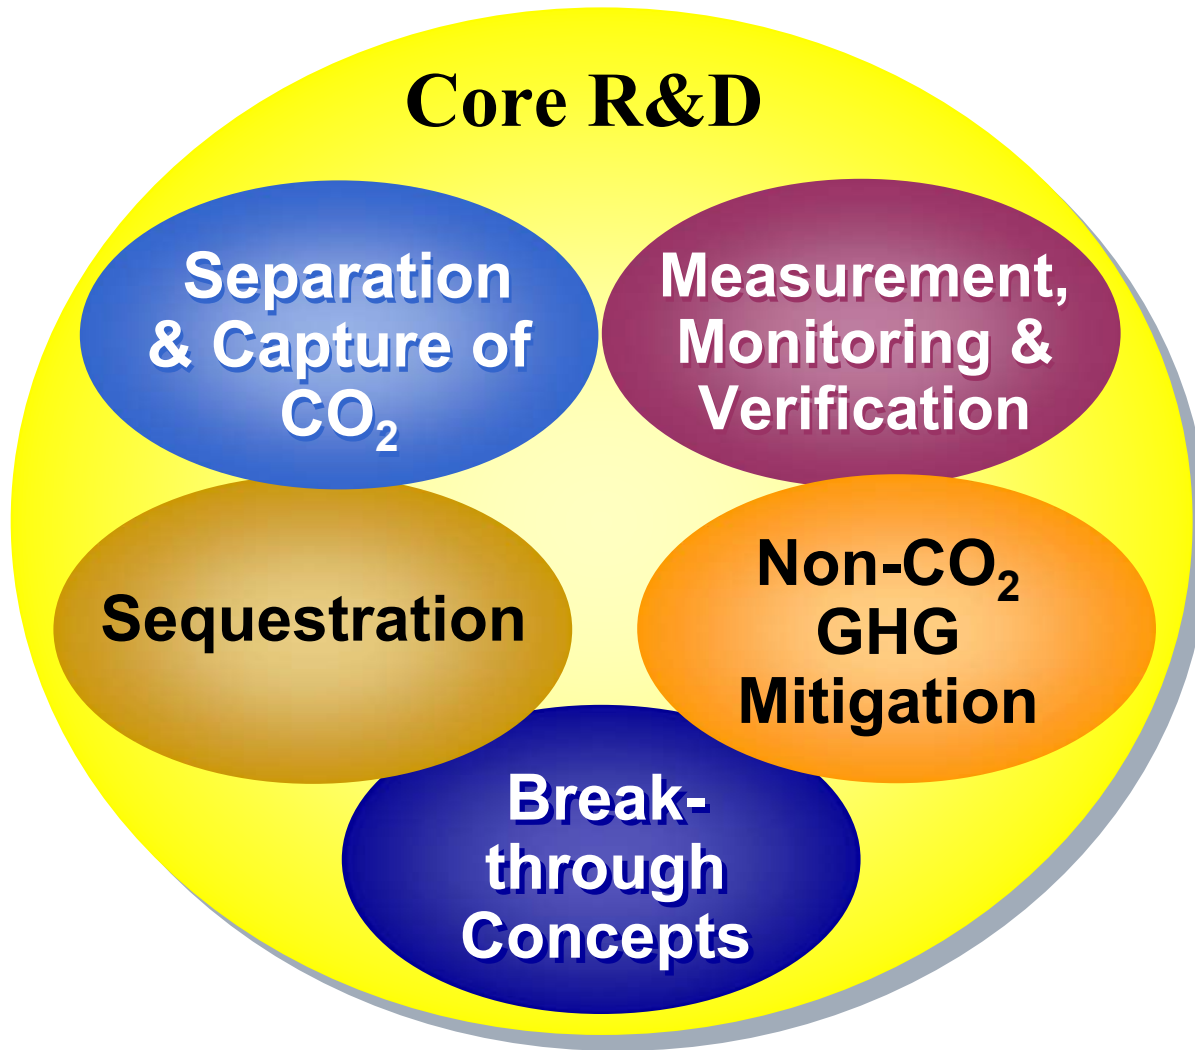 Core R&D
Separation
& Capture of
CO₂
Measurement,
Monitoring &
Verification
Sequestration
Non-CO₂
GHG
Mitigation
Break-
through
Concepts